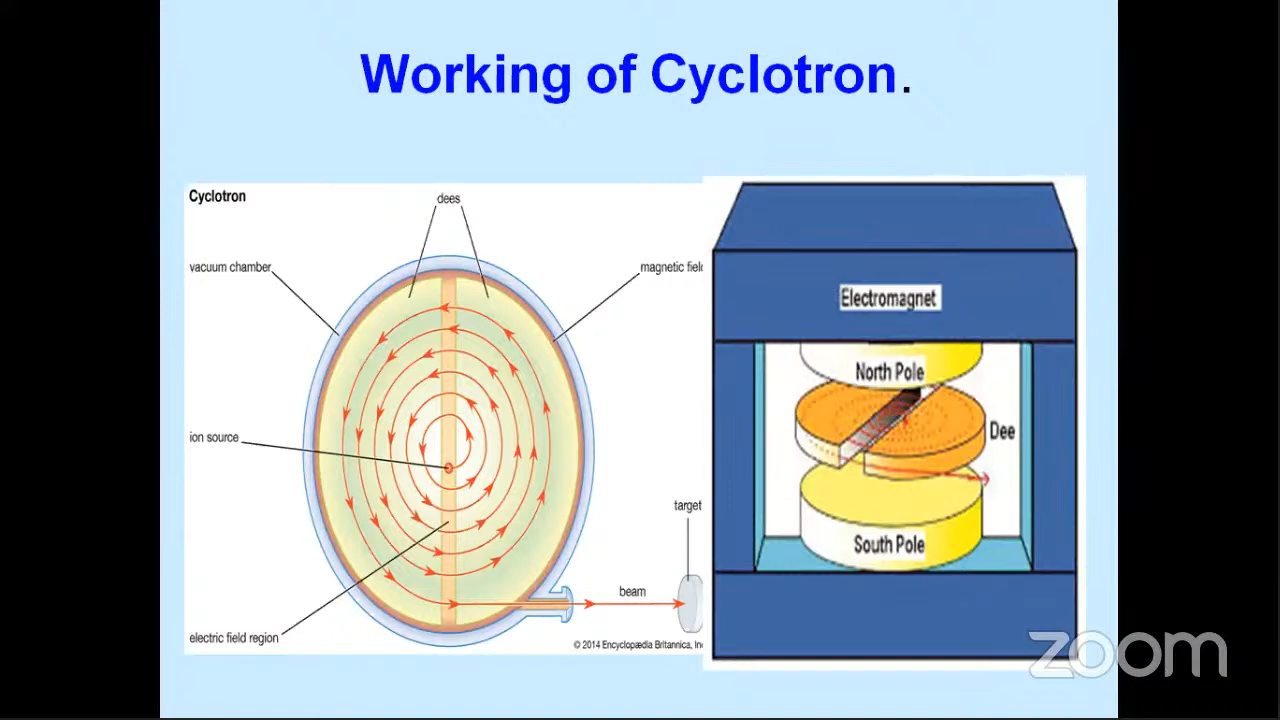 Working of Cyclotron.
Cyclotron
dees
vacuum chamber
magnetic field
ion source
electric field region
target
beam
© 2014 Encyclopædia Britannica, Inc
Electromagnet
North Pole
Dee
South Pole
zoom